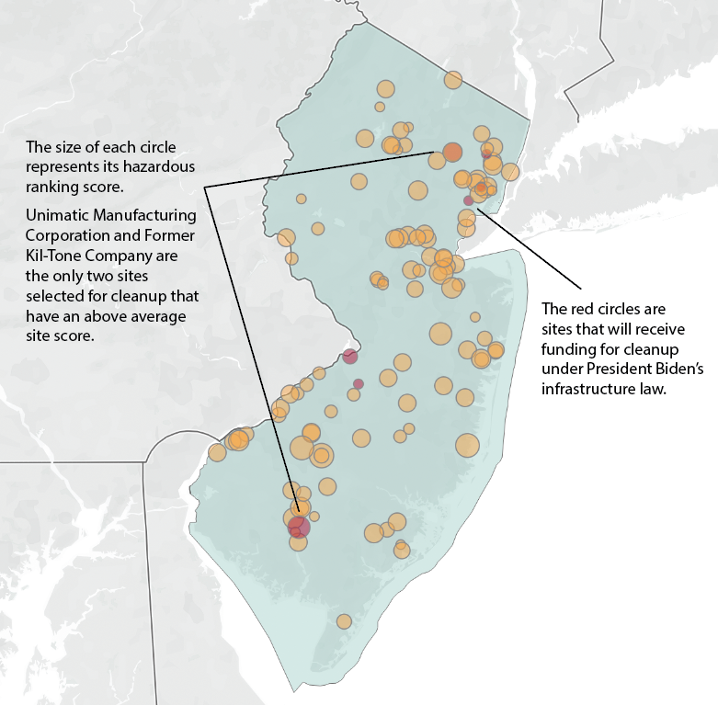 The size of each circle
represents its hazardous
ranking score.
Unimatic Manufacturing
Corporation and Former
Kil-Tone Company are
the only two sites
selected for cleanup that
have an above average
site score.
The red circles are
sites that will receive
funding for cleanup
under President Biden's
infrastructure law.